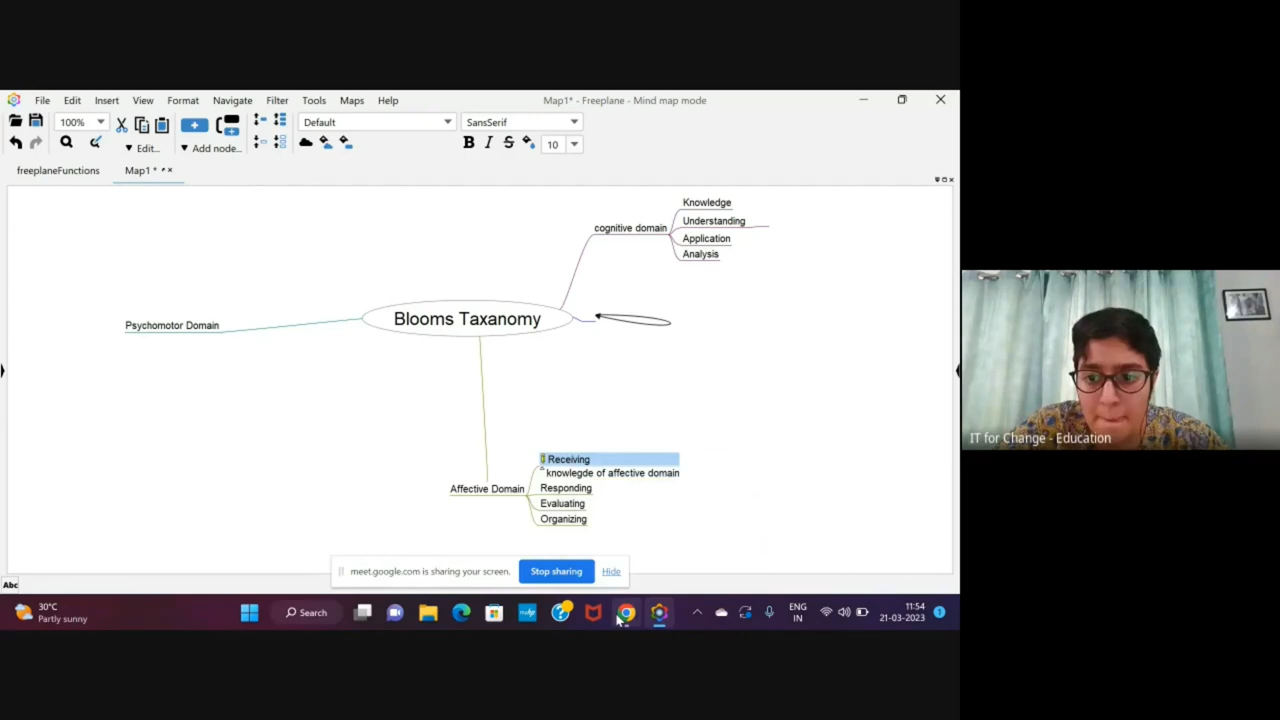 File Edit Insert View Format Navigate Filter Tools Maps Help
Map1* - Freeplane - Mind map mode
100% Default SansSerif
Edit.. Add node.. B I S 10
freeplaneFunctions Map1 *
Knowledge
cognitive domain Understanding
Application
Analysis
Psychomotor Domain Blooms Taxanomy
Receiving
knowlegde of affective domain
Affective Domain Responding
Evaluating
Organizing
meet.google.com is sharing your screen. Stop sharing Hide
Abc
30°C
Partly sunny
Search
ENG
IN
11:54
21-03-2023
1
IT for Change - Education